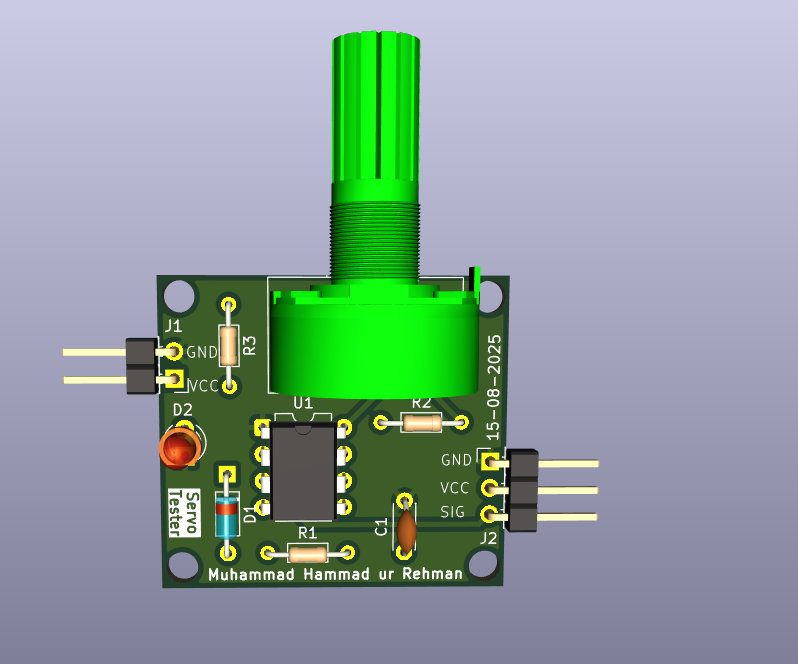 J1
GND
VCC
R3
D2
U1
R2
15-08-2025
GND
VCC
SIG
J2
Servo
Tester
D1
R1
C1
Muhammad Hammad ur Rehman